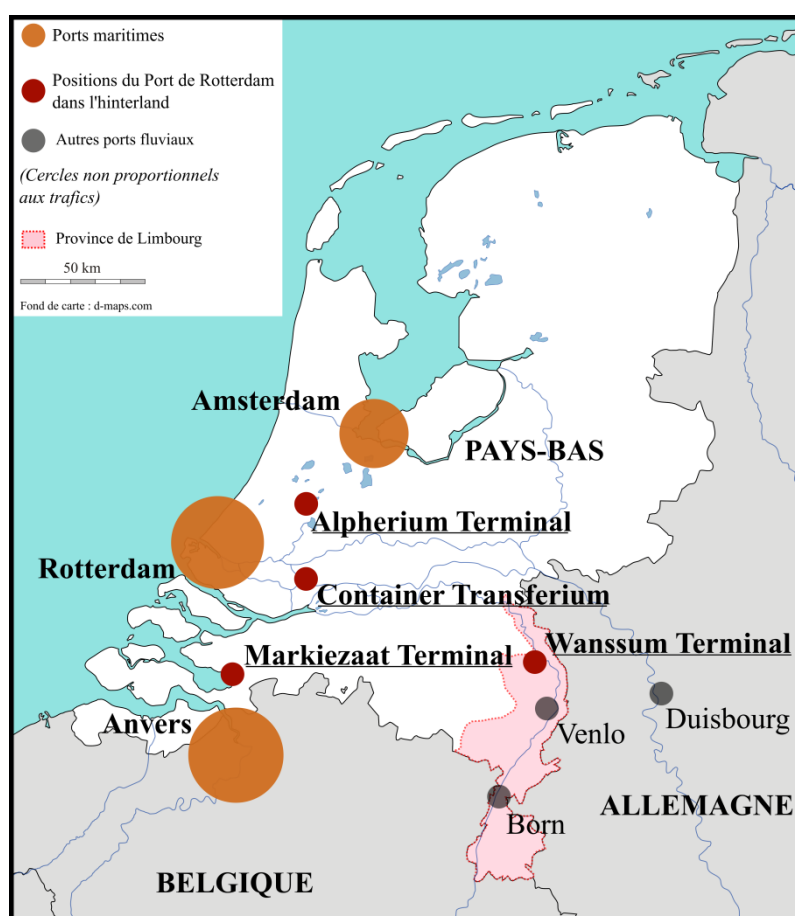 Ports maritimes
Positions du Port de Rotterdam
dans l'hinterland
Autres ports fluviaux
(Cercles non proportionnels
aux trafics)
Province de Limbourg
50 km
Fond de carte : d-maps.com
Amsterdam
PAYS-BAS
Alpherium Terminal
Rotterdam
Container Transferium
Markiezaat Terminal
Wanssum Terminal
Anvers
Venlo
Duisbourg
Born
ALLEMAGNE
BELGIQUE